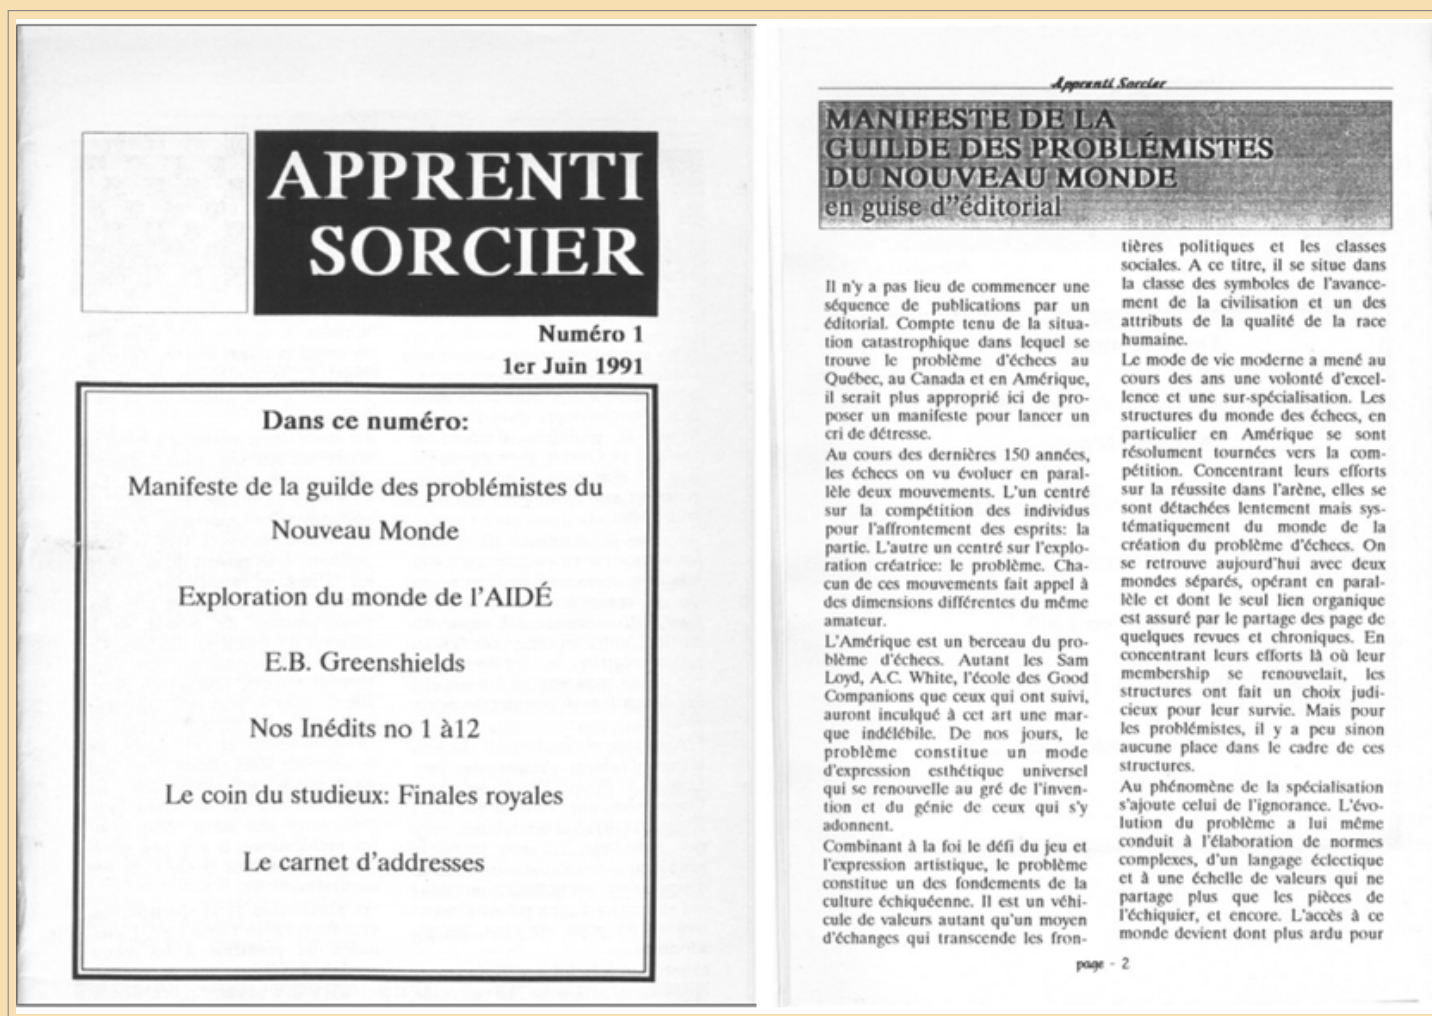 APPRENTI
SORCIER
Numéro 1
1er Juin 1991
Dans ce numéro:
Manifeste de la guilde des problémistes du
Nouveau Monde
Exploration du monde de l'AIDÉ
E.B. Greenshields
Nos Inédits no 1 à12
Le coin du studieux: Finales royales
Le carnet d'addresses
Apprenti Sorcier
MANIFESTE DE LA
GUILDE DES PROBLÉMISTES
DU NOUVEAU MONDE
en guise d"éditorial
Il n'y a pas lieu de commencer une
séquence de publications par un
éditorial. Compte tenu de la situa-
tion catastrophique dans lequel se
trouve le problème d'échecs au
Québec, au Canada et en Amérique,
il serait plus approprié ici de pro-
poser un manifeste pour lancer un
cri de détresse.
Au cours des dernières 150 années,
les échecs on vu évoluer en paral-
lèle deux mouvements. L'un centré
sur la compétition des individus
pour l'affrontement des esprits: la
partie. L'autre un centré sur l'explo-
ration créatrice: le problème. Cha-
cun de ces mouvements fait appel à
des dimensions différentes du même
amateur.
L'Amérique est un berceau du pro-
blème d'échecs. Autant les Sam
Loyd, A.C. White, l'école des Good
Companions que ceux qui ont suivi,
auront inculqué à cet art une mar-
que indélébile. De nos jours, le
problème constitue un mode
d'expression esthétique universel
qui se renouvelle au gré de l'inven-
tion et du génie de ceux qui s'y
adonnent.
Combinant à la foi le défi du jeu et
l'expression artistique, le problème
constitue un des fondements de la
culture échiquéenne. Il est un véhi-
cule de valeurs autant qu'un moyen
d'échanges qui transcende les fron-
tières politiques et les classes
sociales. A ce titre, il se situe dans
la classe des symboles de l'avance-
ment de la civilisation et un des
attributs de la qualité de la race
humaine.
Le mode de vie moderne a mené au
cours des ans une volonté d'excel-
lence et une sur-spécialisation. Les
structures du monde des échecs, en
particulier en Amérique se sont
résolument tournées vers la com-
pétition. Concentrant leurs efforts
sur la réussite dans l'arène, elles se
sont détachées lentement mais sys-
tématiquement du monde de la
création du problème d'échecs. On
se retrouve aujourd'hui avec deux
mondes séparés, opérant en paral-
lèle et dont le seul lien organique
est assuré par le partage des page de
quelques revues et chroniques. En
concentrant leurs efforts là où leur
membership se renouvelait, les
structures ont fait un choix judi-
cieux pour leur survie. Mais pour
les problémistes, il y a peu sinon
aucune place dans le cadre de ces
structures.
Au phénomène de la spécialisation
s'ajoute celui de l'ignorance. L'évo-
lution du problème a lui même
conduit à l'élaboration de normes
complexes, d'un langage éclectique
et à une échelle de valeurs qui ne
partage plus que les pièces de
l'échiquier, et encore. L'accès à ce
monde devient dont plus ardu pour
page - 2